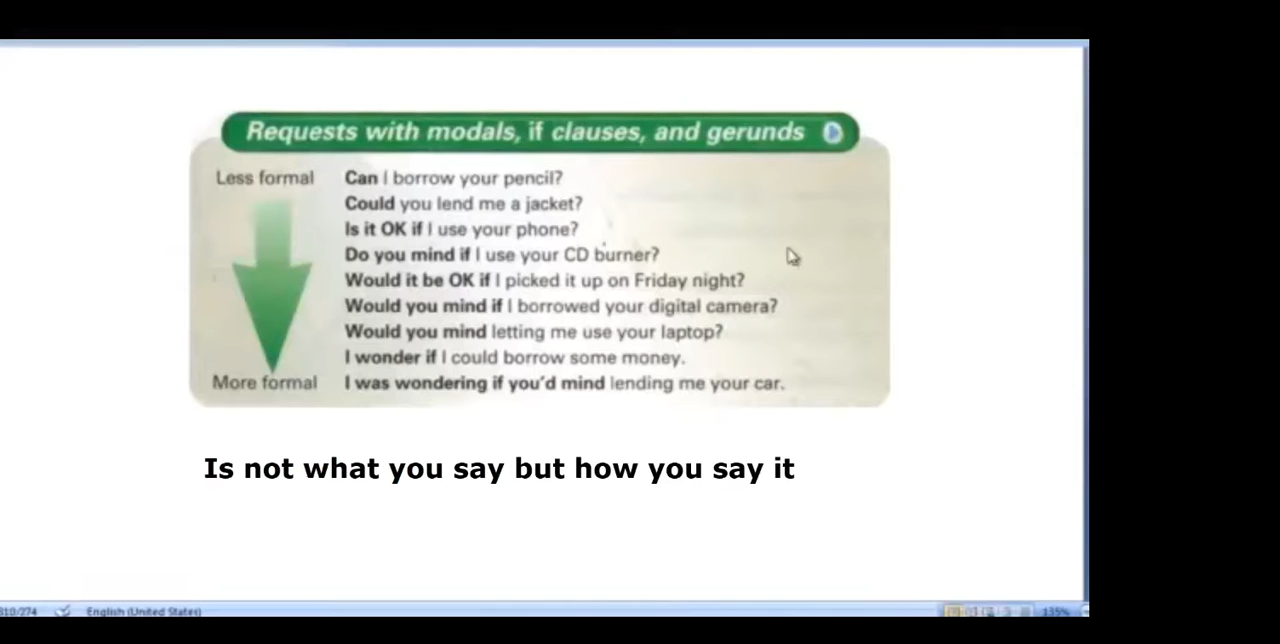 Requests with modals, if clauses, and gerunds
Less formal
Can I borrow your pencil?
Could you lend me a jacket?
Is it OK if I use your phone?
Do you mind if I use your CD burner?
Would it be OK if I picked it up on Friday night?
Would you mind if I borrowed your digital camera?
Would you mind letting me use your laptop?
I wonder if I could borrow some money.
More formal
I was wondering if you'd mind lending me your car.
Is not what you say but how you say it
English (United States)
135%